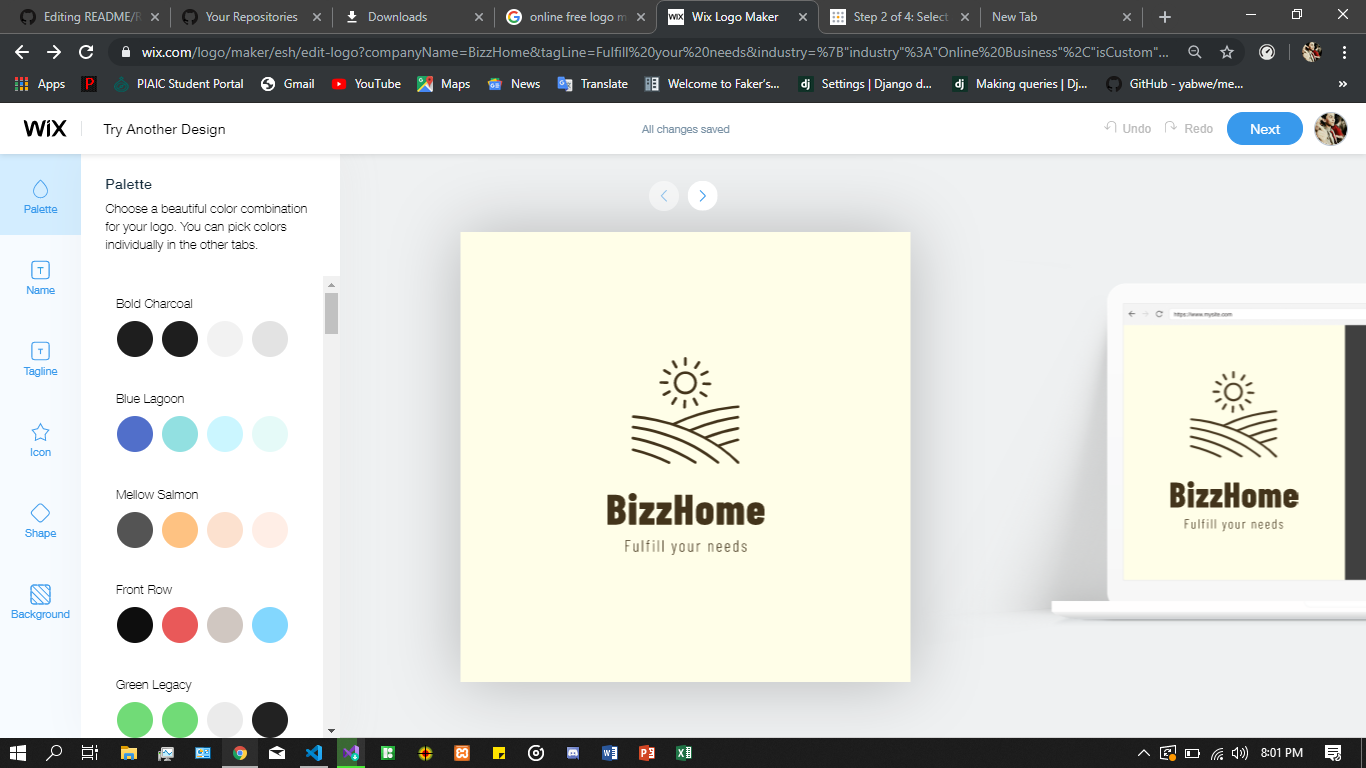 Editing README/R
Your Repositories
Downloads
online free logo m
WIX Wix Logo Maker
Step 2 of 4: Select
New Tab
wix.com/logo/maker/esh/edit-logo?companyName=BizzHome&tagLine=Fulfill%20your%20needs&industry=%7B"industry"%3A"Online%20Business"%2C"isCustom"...
Apps
P
PIAIC Student Portal
Gmail
YouTube
Maps
News
Translate
Welcome to Faker's...
dj Settings | Django d...
dj Making queries | Dj...
GitHub - yabwe/me...
»
WiX
Try Another Design
All changes saved
Undo
Redo
Next
Palette
Name
Tagline
Icon
Shape
Background
Palette
Choose a beautiful color combination
for your logo. You can pick colors
individually in the other tabs.
Bold Charcoal
Blue Lagoon
Mellow Salmon
Front Row
Green Legacy
BizzHome
Fulfill your needs
https://www.mysite.com
BizzHome
Fulfill your needs
8:01 PM